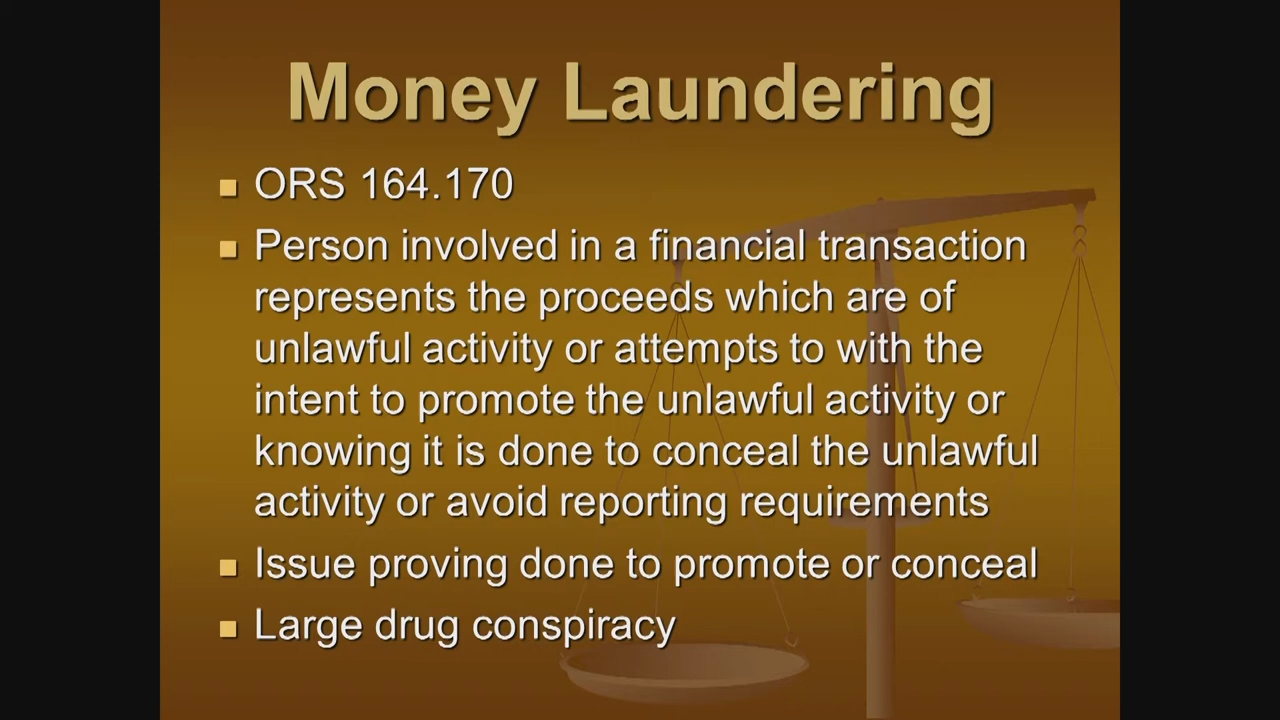 Money Laundering
ORS 164.170
Person involved in a financial transaction
represents the proceeds which are of
unlawful activity or attempts to with the
intent to promote the unlawful activity or
knowing it is done to conceal the unlawful
activity or avoid reporting requirements
Issue proving done to promote or conceal
Large drug conspiracy